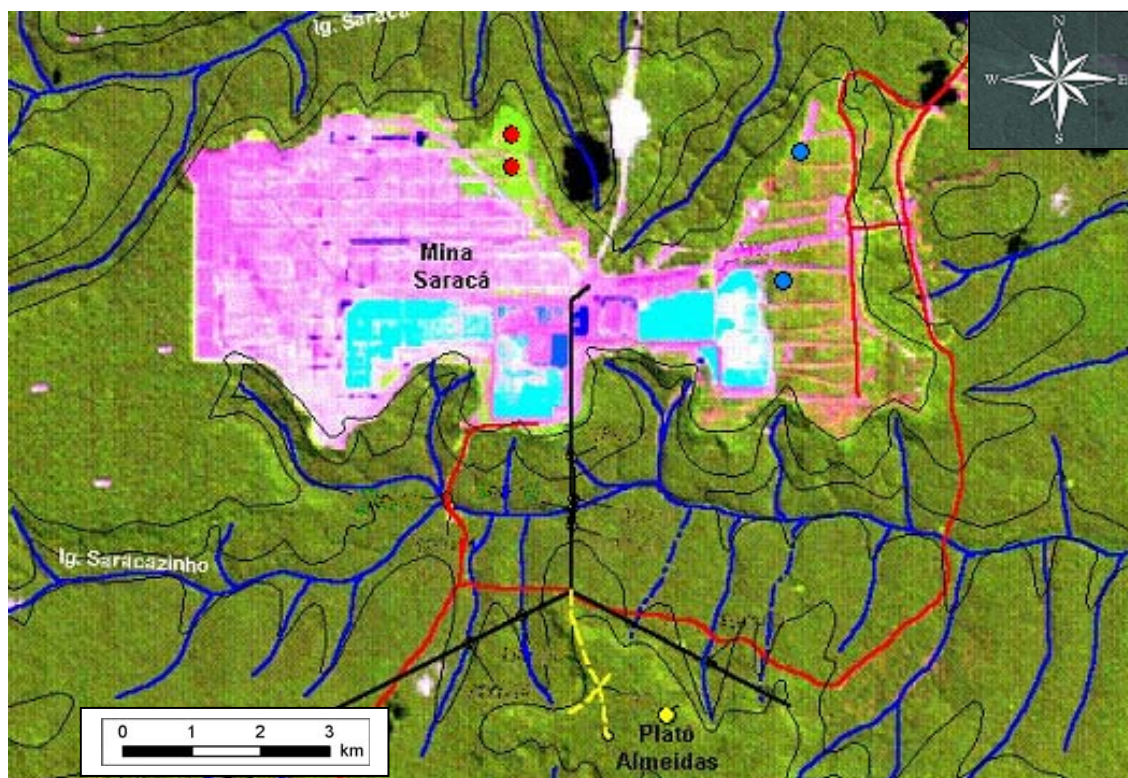 Ig. Saracá
N
W
E
S
Mina
Saracá
Ig. Saracazinho
0 1 2 3
km
Platô
Almeidas